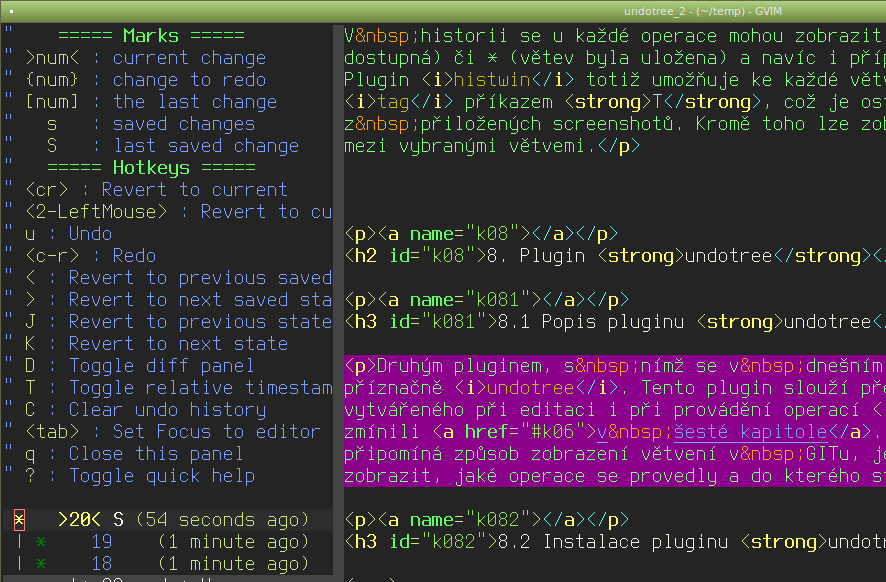 undotree_2 - (~/temp) - GVIM
"    ===== Marks =====
" >num< : current change
" {num} : change to redo
" [num] : the last change
"   s   : saved changes
"   S   : last saved change
"   ===== Hotkeys =====
" <cr> : Revert to current
" <2-LeftMouse> : Revert to cu
" u : Undo
" <c-r> : Redo
" < : Revert to previous saved
" > : Revert to next saved sta
" J : Revert to previous state
" K : Revert to next state
" D : Toggle diff panel
" T : Toggle relative timestam
" C : Clear undo history
" <tab> : Set Focus to editor
" q : Close this panel
" ? : Toggle quick help
*   >20< S (54 seconds ago)
| *    19    (1 minute ago)
| *    18    (1 minute ago)
V&nbsp;historii se u každé operace mohou zobrazit
dostupná) či * (větev byla uložena) a navíc i
Plugin <i>histwin</i> totiž umožňuje ke každé
<i>tag</i> příkazem <strong>T</strong>, což je
z&nbsp;přiložených screenshotů. Kromě toho lze
mezi vybranými větvemi.</p>
<p><a name="k08"></a></p>
<h2 id="k08">8. Plugin <strong>undotree</strong><
<p><a name="k081"></a></p>
<h3 id="k081">8.1 Popis pluginu <strong>undotree<
<p>Druhým pluginem, s&nbsp;nímž se v&nbsp;dnešním
příznačně <i>undotree</i>. Tento plugin slouží
vytvářeného při editaci i při provádění operací <
zmínili <a href="#k06">v&nbsp;šesté kapitole</a>.
připomíná způsob zobrazení větvení v&nbsp;GITu,
zobrazit, jaké operace se provedly a do kterého
<p><a name="k082"></a></p>
<h3 id="k082">8.2 Instalace pluginu <strong>undot